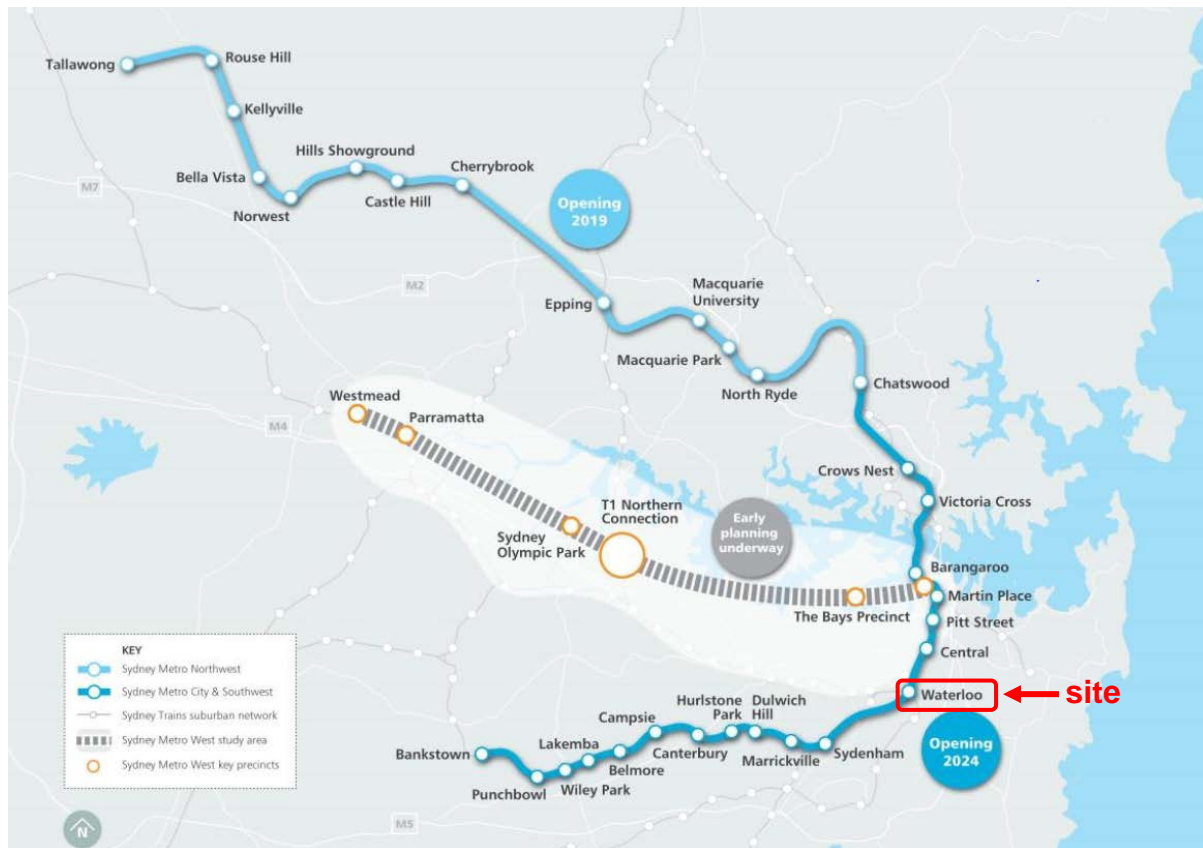 Tallawong
Rouse Hill
Kellyville
Hills Showground
Cherrybrook
Bella Vista
M7
Norwest
Castle Hill
Opening
2019
M2
Macquarie
University
Epping
Macquarie Park
North Ryde
Chatswood
Westmead
Parramatta
M4
Crows Nest
T1 Northern
Connection
Victoria Cross
Early
planning
underway
Sydney
Olympic Park
Barangaroo
Martin Place
The Bays Precinct
Pitt Street
Central
KEY
Sydney Metro Northwest
Sydney Metro City & Southwest
Sydney Trains suburban network
Sydney Metro West study area
Sydney Metro West key precincts
Waterloo
site
Hurlstone
Park
Dulwich
Hill
Campsie
Lakemba
Bankstown
Canterbury
Sydenham
Opening
2024
Belmore
Marrickville
Punchbowl
Wiley Park
M5
N